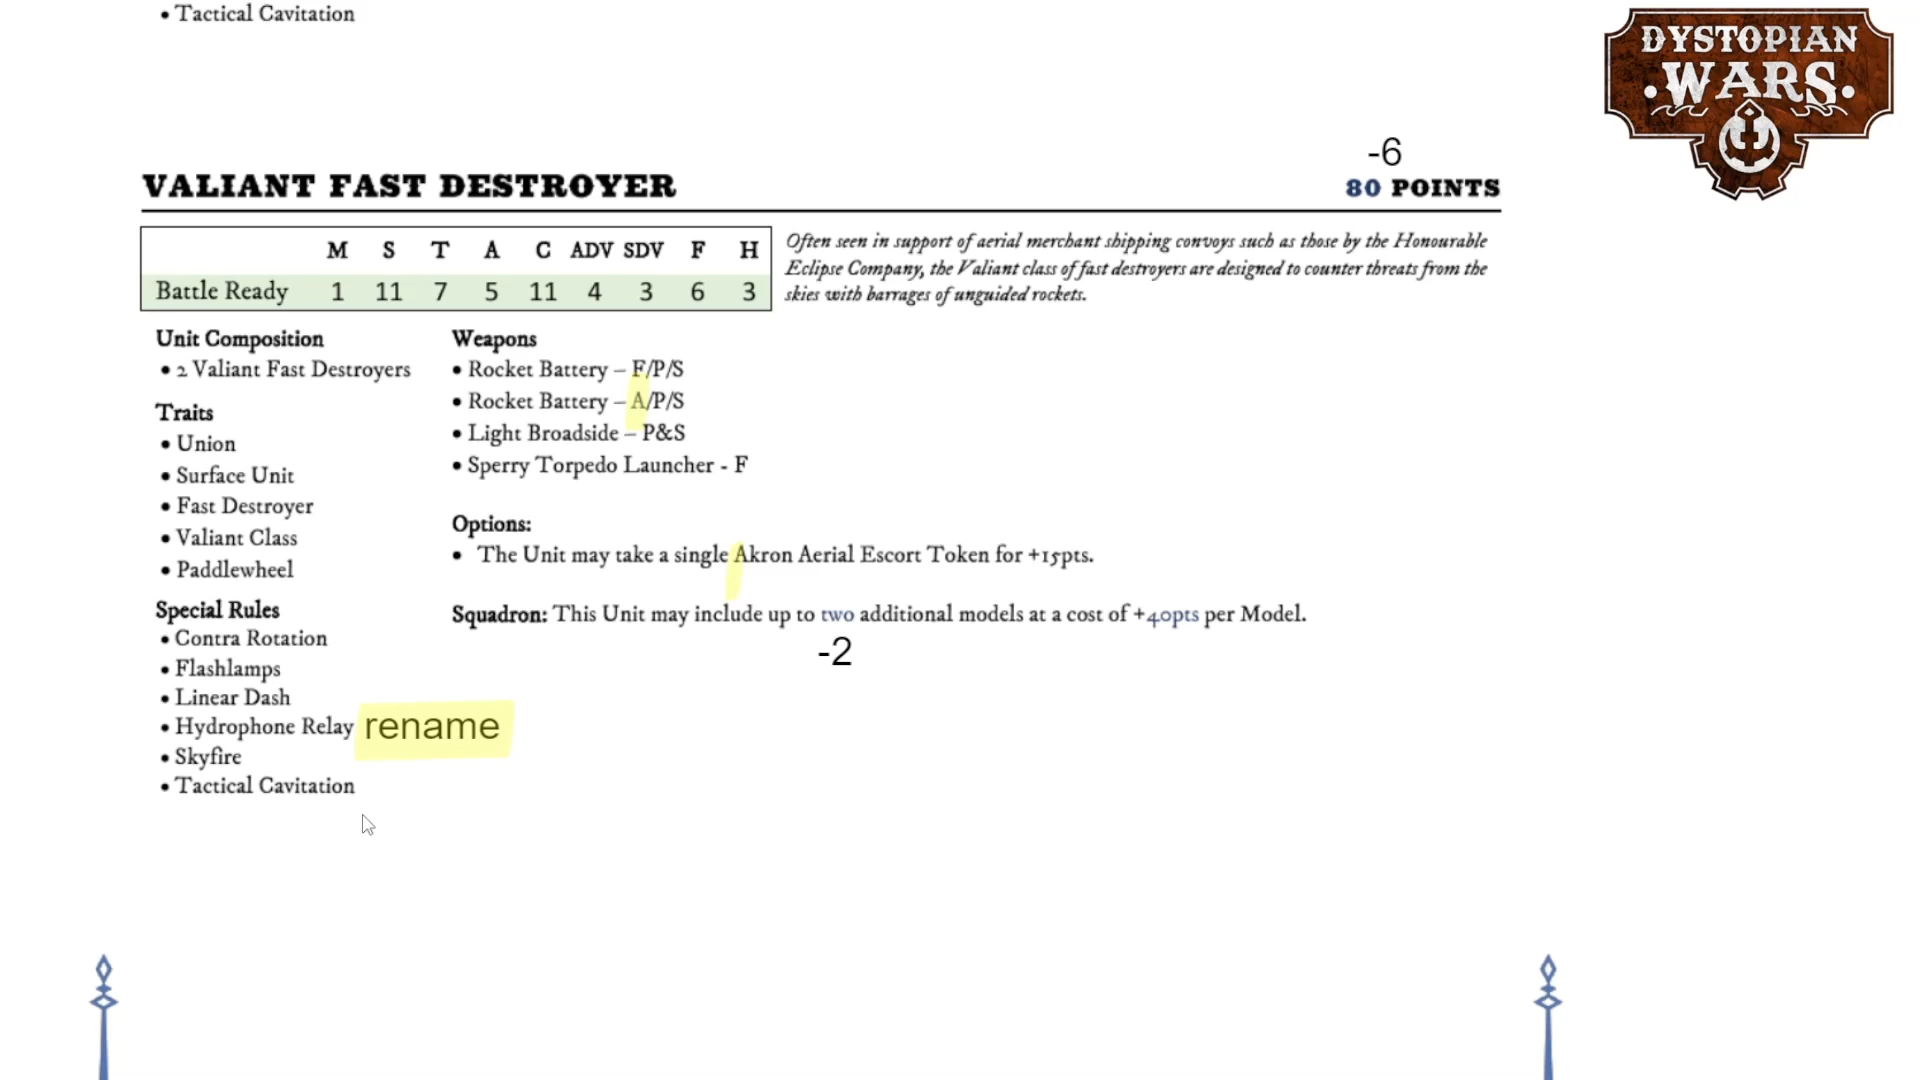 • Tactical Cavitation
DYSTOPIAN
• WARS •
-6
VALIANT FAST DESTROYER
80 POINTS
M S T A C ADV SDV F H
Battle Ready 1 11 7 5 11 4 3 6 3
Often seen in support of aerial merchant shipping convoys such as those by the Honourable
Eclipse Company, the Valiant class of fast destroyers are designed to counter threats from the
skies with barrages of unguided rockets.
Unit Composition
• 2 Valiant Fast Destroyers
Traits
• Union
• Surface Unit
• Fast Destroyer
• Valiant Class
• Paddlewheel
Special Rules
• Contra Rotation
• Flashlamps
• Linear Dash
• Hydrophone Relay rename
• Skyfire
• Tactical Cavitation
Weapons
• Rocket Battery – F/P/S
• Rocket Battery – A/P/S
• Light Broadside – P&S
• Sperry Torpedo Launcher - F
Options:
• The Unit may take a single Akron Aerial Escort Token for +15pts.
Squadron: This Unit may include up to two additional models at a cost of +40pts per Model.
-2